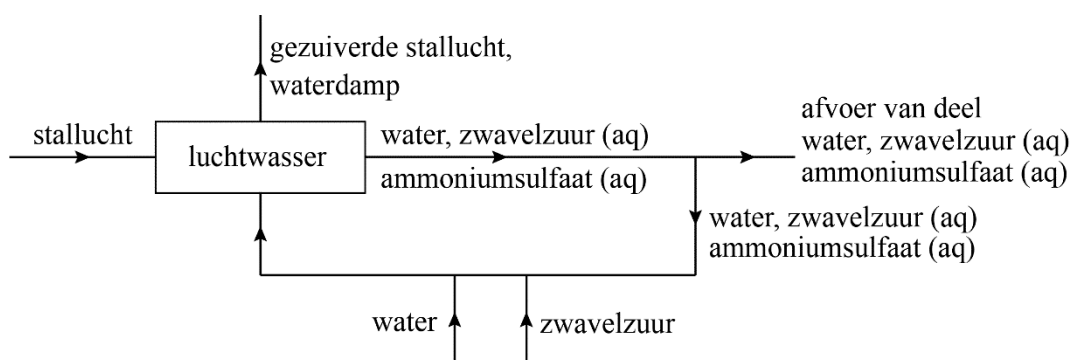 gezuiverde stallucht,
waterdamp
stallucht
luchtwasser
water, zwavelzuur (aq)
ammoniumsulfaat (aq)
afvoer van deel
water, zwavelzuur (aq)
ammoniumsulfaat (aq)
water, zwavelzuur (aq)
ammoniumsulfaat (aq)
water
zwavelzuur